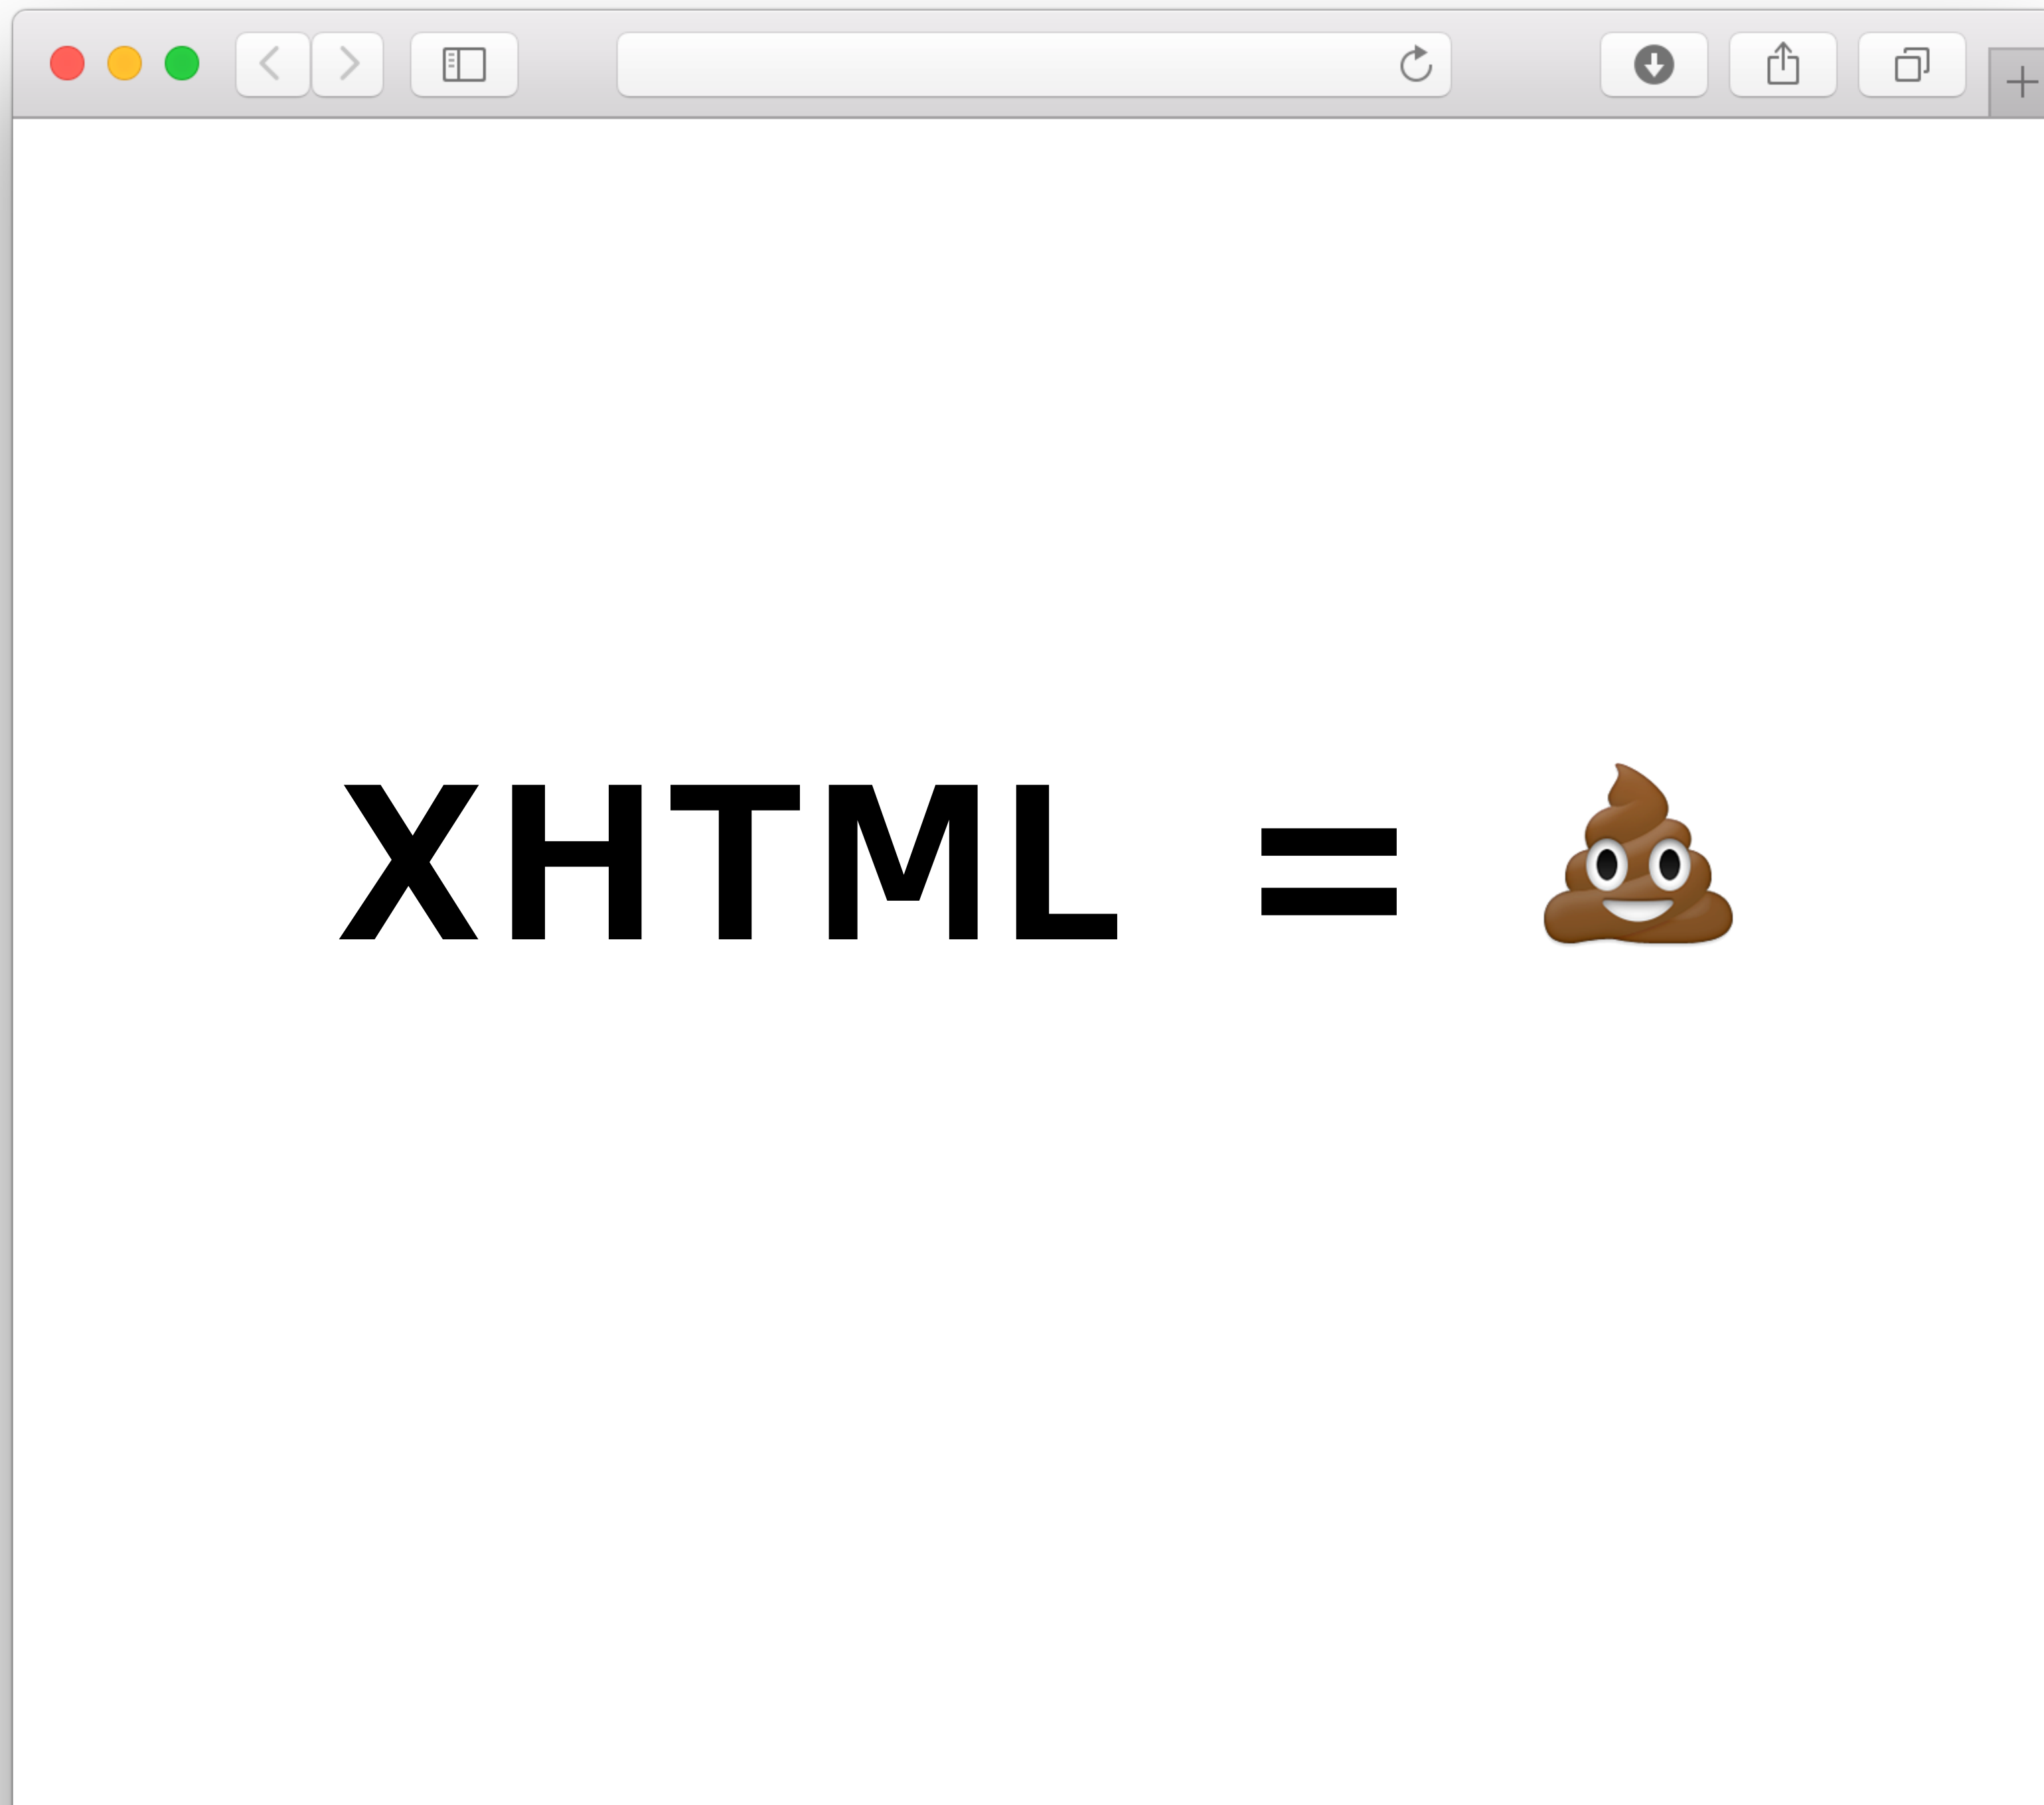 XHTML = 💩